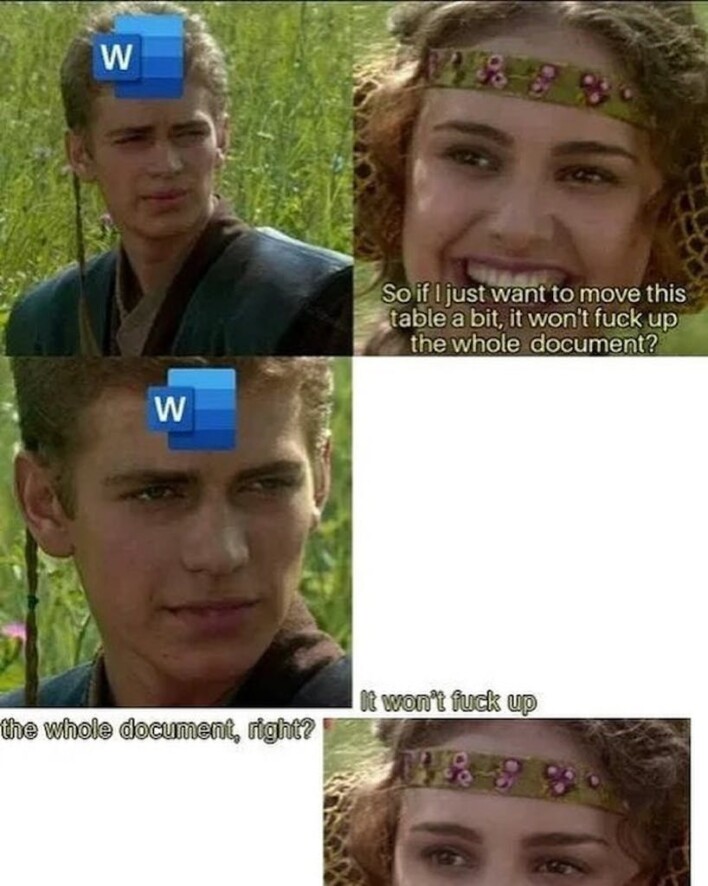 W
So if I just want to move this
table a bit, it won't fuck up
the whole document?
W
It won't fuck up
the whole document, right?